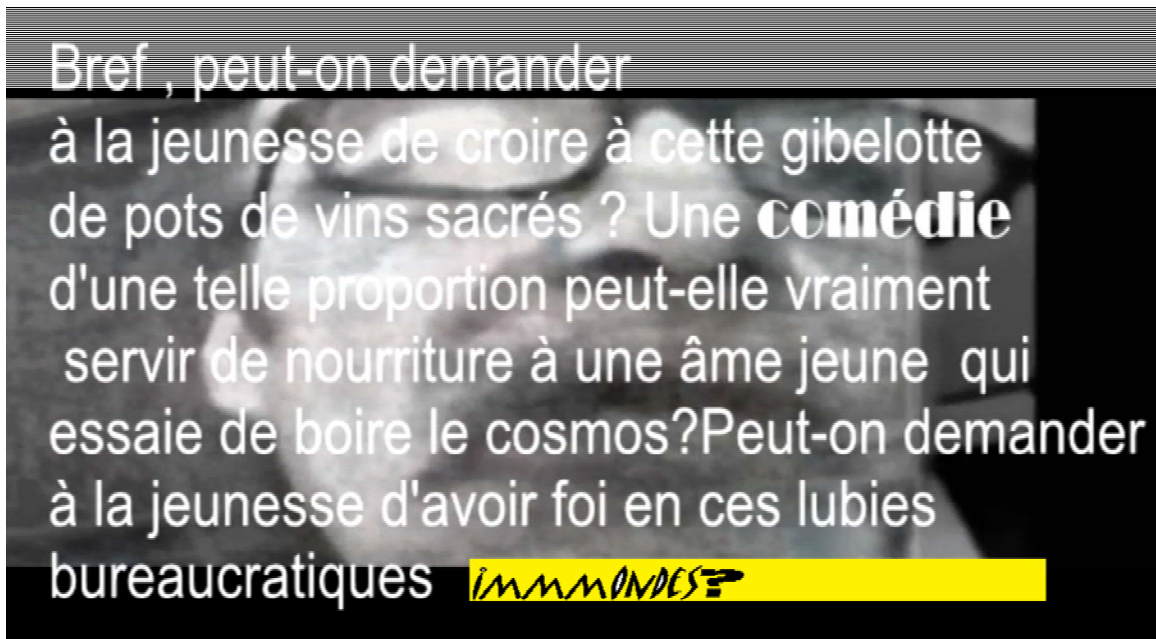 Bref , peut-on demander
à la jeunesse de croire à cette gibelotte
de pots de vins sacrés ? Une comédie
d'une telle proportion peut-elle vraiment
servir de nourriture à une âme jeune  qui
essaie de boire le cosmos?Peut-on demander
à la jeunesse d'avoir foi en ces lubies
bureaucratiques immmONDES?